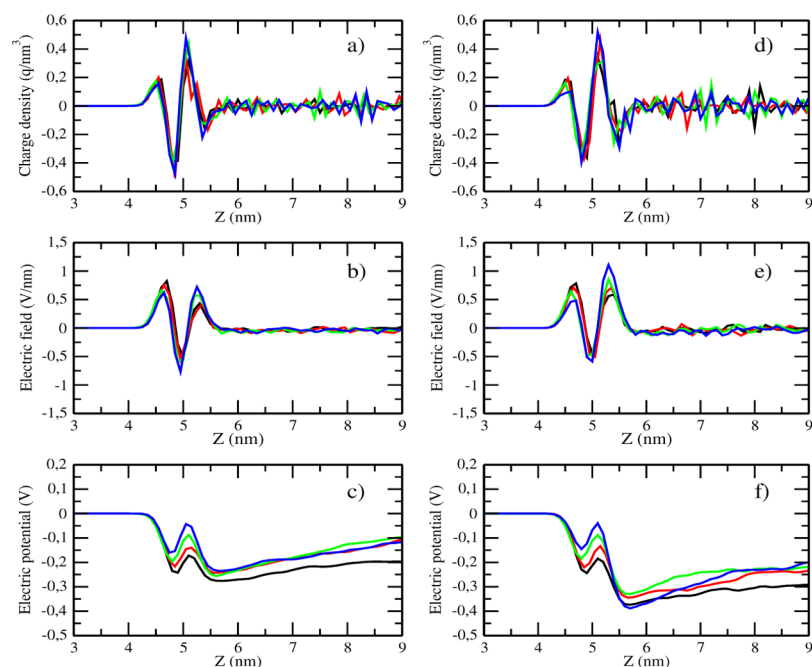 0,6
0,4
0,2
0
-0,2
-0,4
-0,6
Charge density (q/nm³)
a)
3 4 5 6 7 8 9
Z (nm)
0,6
0,4
0,2
0
-0,2
-0,4
-0,6
Charge density (q/nm³)
d)
3 4 5 6 7 8 9
Z (nm)
1,5
1
0,5
0
-0,5
-1
-1,5
Electric field (V/nm)
b)
3 4 5 6 7 8 9
Z (nm)
1,5
1
0,5
0
-0,5
-1
-1,5
Electric field (V/nm)
e)
3 4 5 6 7 8 9
Z (nm)
0,2
0,1
0
-0,1
-0,2
-0,3
-0,4
-0,5
Electric potential (V)
c)
3 4 5 6 7 8 9
Z (nm)
0,2
0,1
0
-0,1
-0,2
-0,3
-0,4
-0,5
Electric potential (V)
f)
3 4 5 6 7 8 9
Z (nm)